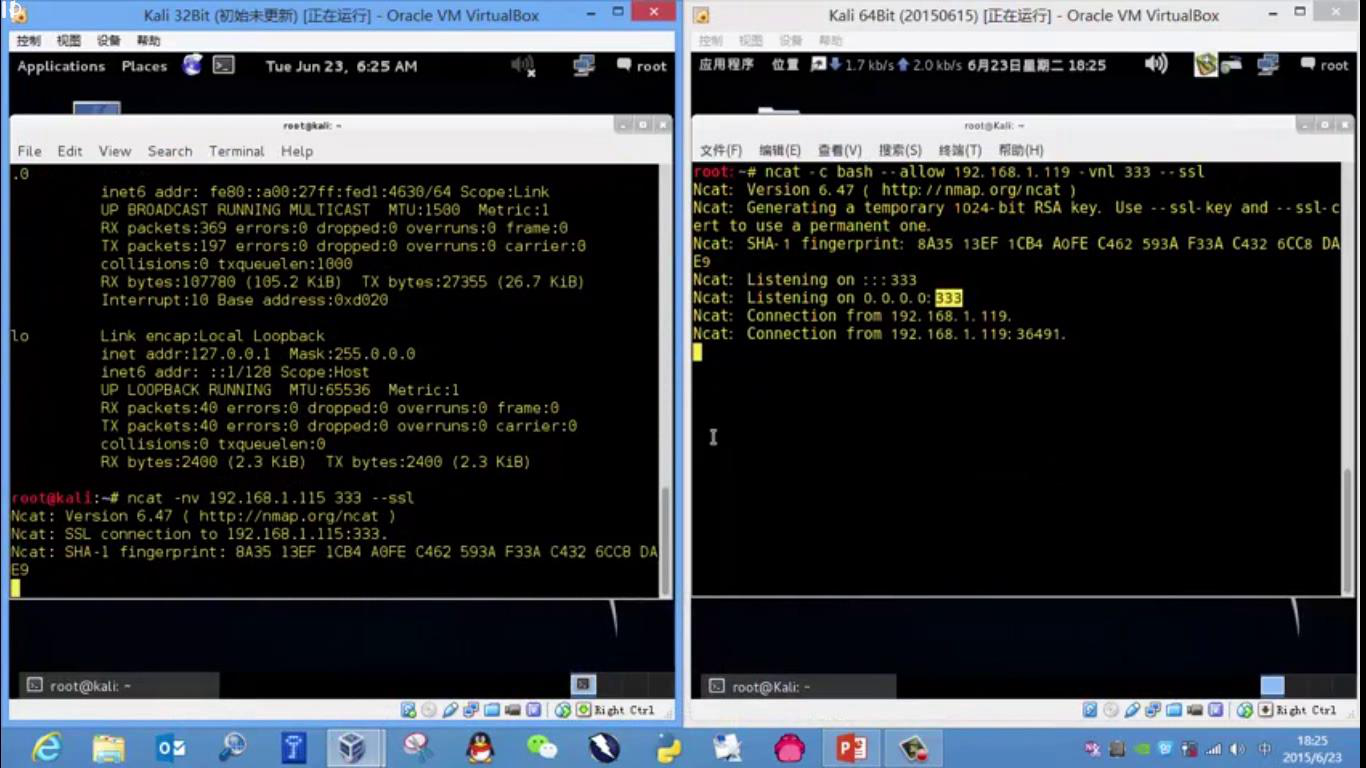 Kali 32Bit (初始未更新) [正在运行] - Oracle VM VirtualBox
控制 视图 设备 帮助
Applications Places Tue Jun 23, 6:25 AM root
root@kali: ~
File Edit View Search Terminal Help
.0
inet6 addr: fe80::a00:27ff:fed1:4630/64 Scope:Link
UP BROADCAST RUNNING MULTICAST MTU:1500 Metric:1
RX packets:369 errors:0 dropped:0 overruns:0 frame:0
TX packets:197 errors:0 dropped:0 overruns:0 carrier:0
collisions:0 txqueuelen:1000
RX bytes:107780 (105.2 KiB) TX bytes:27355 (26.7 KiB)
Interrupt:10 Base address:0xd020
lo Link encap:Local Loopback
inet addr:127.0.0.1 Mask:255.0.0.0
inet6 addr: ::1/128 Scope:Host
UP LOOPBACK RUNNING MTU:65536 Metric:1
RX packets:40 errors:0 dropped:0 overruns:0 frame:0
TX packets:40 errors:0 dropped:0 overruns:0 carrier:0
collisions:0 txqueuelen:0
RX bytes:2400 (2.3 KiB) TX bytes:2400 (2.3 KiB)
root@kali:~# ncat -nv 192.168.1.115 333 --ssl
Ncat: Version 6.47 ( http://nmap.org/ncat )
Ncat: SSL connection to 192.168.1.115:333.
Ncat: SHA-1 fingerprint: 8A35 13EF 1CB4 A0FE C462 593A F33A C432 6CC8 DA
E9
root@kali: ~
Right Ctrl
Kali 64Bit (20150615) [正在运行] - Oracle VM VirtualBox
控制 视图 设备 帮助
应用程序 位置 1.7 kb/s 2.0 kb/s 6月23日星期二 18:25 root
root@Kali: ~
文件(F) 编辑(E) 查看(V) 搜索(S) 终端(T) 帮助(H)
root:~# ncat -c bash --allow 192.168.1.119 -vnl 333 --ssl
Ncat: Version 6.47 ( http://nmap.org/ncat )
Ncat: Generating a temporary 1024-bit RSA key. Use --ssl-key and --ssl-c
ert to use a permanent one.
Ncat: SHA-1 fingerprint: 8A35 13EF 1CB4 A0FE C462 593A F33A C432 6CC8 DA
E9
Ncat: Listening on :::333
Ncat: Listening on 0.0.0.0:333
Ncat: Connection from 192.168.1.119.
Ncat: Connection from 192.168.1.119:36491.
root@Kali: ~
Right Ctrl
中 18:25
2015/6/23